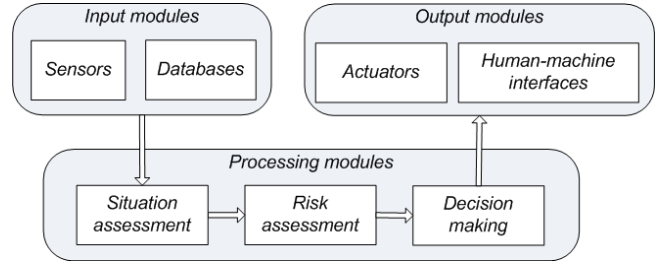 Input modules
Sensors
Databases
Output modules
Actuators
Human-machine
interfaces
Processing modules
Situation
assessment
Risk
assessment
Decision
making